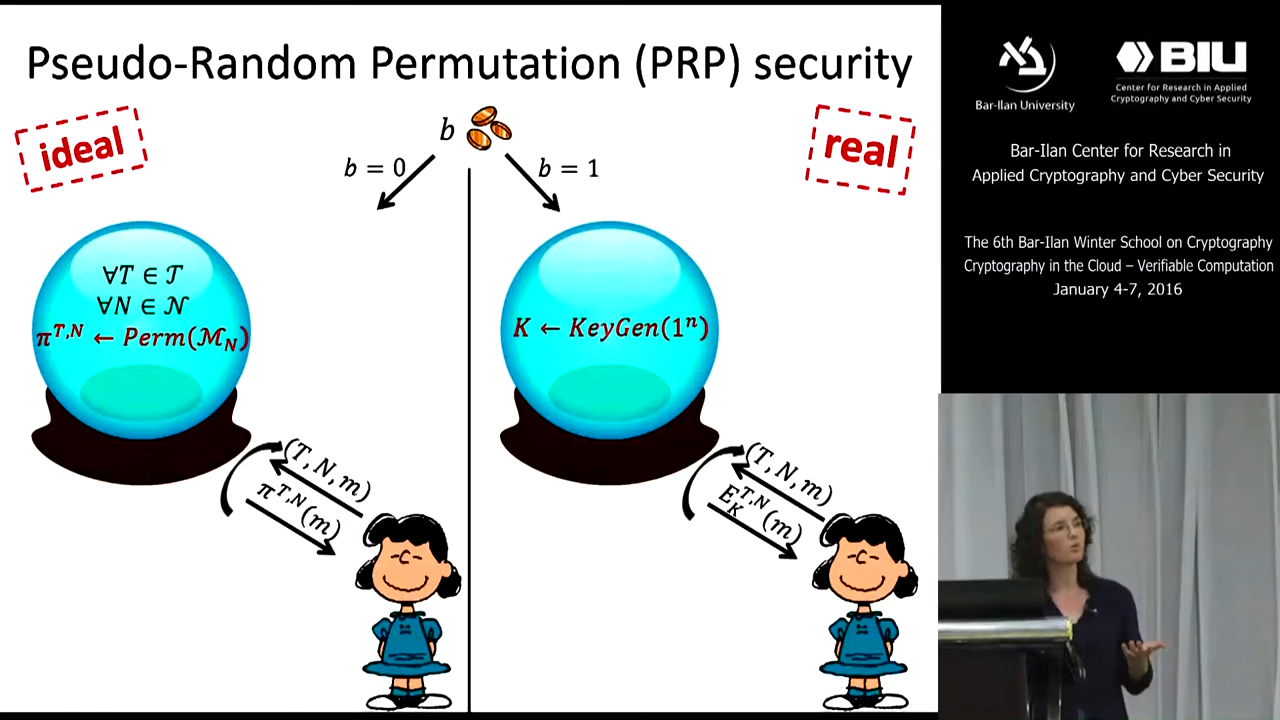 Pseudo-Random Permutation (PRP) security
ideal
b
real
b = 0
b = 1
∀T ∈ 𝒯
∀N ∈ 𝒩
π^{T,N} ← Perm(ℳ_N)
K ← KeyGen(1^n)
(T, N, m)
π^{T,N}(m)
(T, N, m)
E_K^{T,N}(m)
Bar-Ilan University
BIU
Center for Research in Applied
Cryptography and Cyber Security
Bar-Ilan Center for Research in
Applied Cryptography and Cyber Security
The 6th Bar-Ilan Winter School on Cryptography
Cryptography in the Cloud – Verifiable Computation
January 4-7, 2016